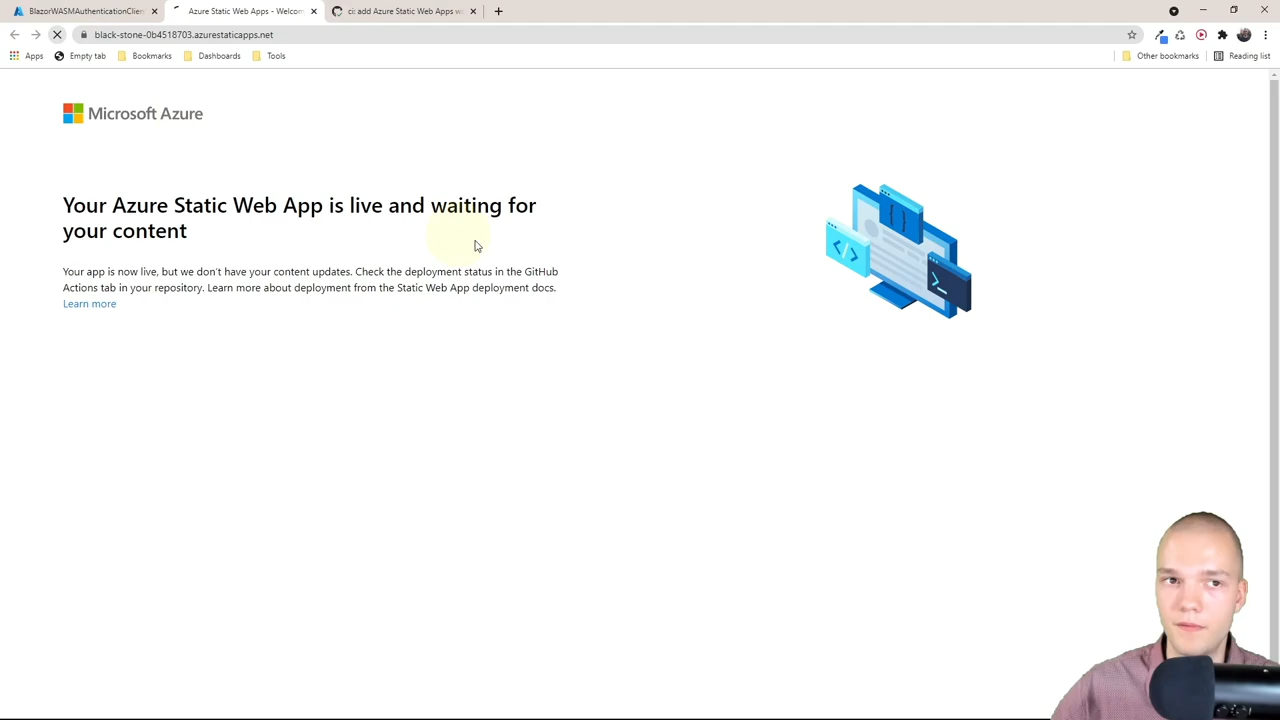 BlazorWASMAuthenticationClien
Azure Static Web Apps - Welcom
ci: add Azure Static Web Apps w
black-stone-0b4518703.azurestaticapps.net
Apps
Empty tab
Bookmarks
Dashboards
Tools
Other bookmarks
Reading list
Microsoft Azure
Your Azure Static Web App is live and waiting for
your content
Your app is now live, but we don't have your content updates. Check the deployment status in the GitHub
Actions tab in your repository. Learn more about deployment from the Static Web App deployment docs.
Learn more